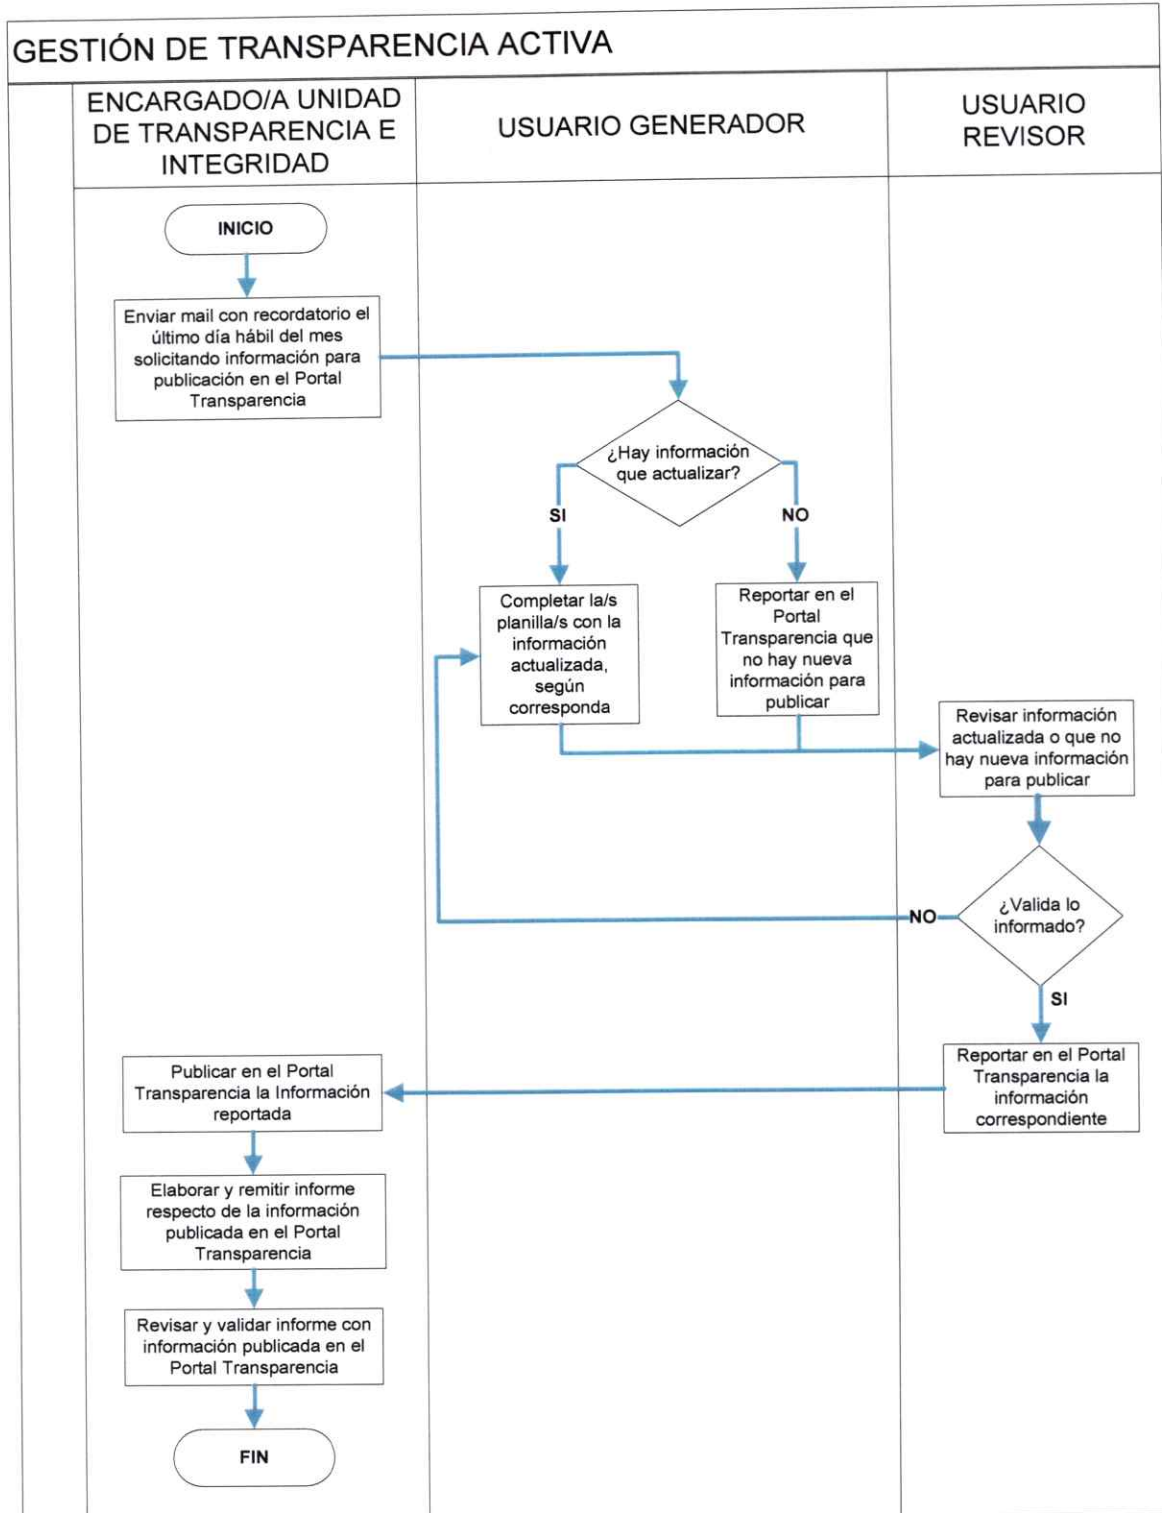 GESTIÓN DE TRANSPARENCIA ACTIVA
ENCARGADO/A UNIDAD
DE TRANSPARENCIA E
INTEGRIDAD
USUARIO GENERADOR
USUARIO
REVISOR
INICIO
Enviar mail con recordatorio el
último día hábil del mes
solicitando información para
publicación en el Portal
Transparencia
¿Hay información
que actualizar?
SI
NO
Completar la/s
planilla/s con la
información
actualizada,
según
corresponda
Reportar en el
Portal
Transparencia que
no hay nueva
información para
publicar
Revisar información
actualizada o que no
hay nueva información
para publicar
¿Valida lo
informado?
NO
SI
Reportar en el Portal
Transparencia la
información
correspondiente
Publicar en el Portal
Transparencia la Información
reportada
Elaborar y remitir informe
respecto de la información
publicada en el Portal
Transparencia
Revisar y validar informe con
información publicada en el
Portal Transparencia
FIN